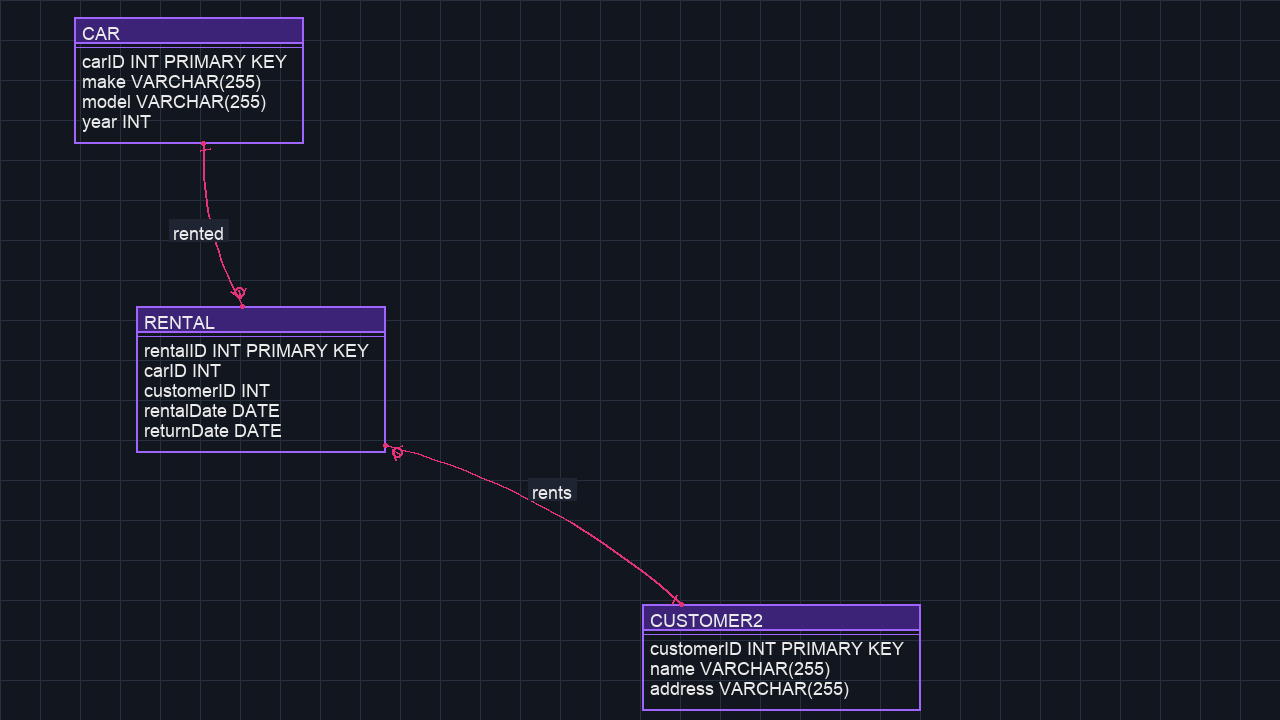 CAR
carID INT PRIMARY KEY
make VARCHAR(255)
model VARCHAR(255)
year INT
rented
RENTAL
rentalID INT PRIMARY KEY
carID INT
customerID INT
rentalDate DATE
returnDate DATE
rents
CUSTOMER2
customerID INT PRIMARY KEY
name VARCHAR(255)
address VARCHAR(255)